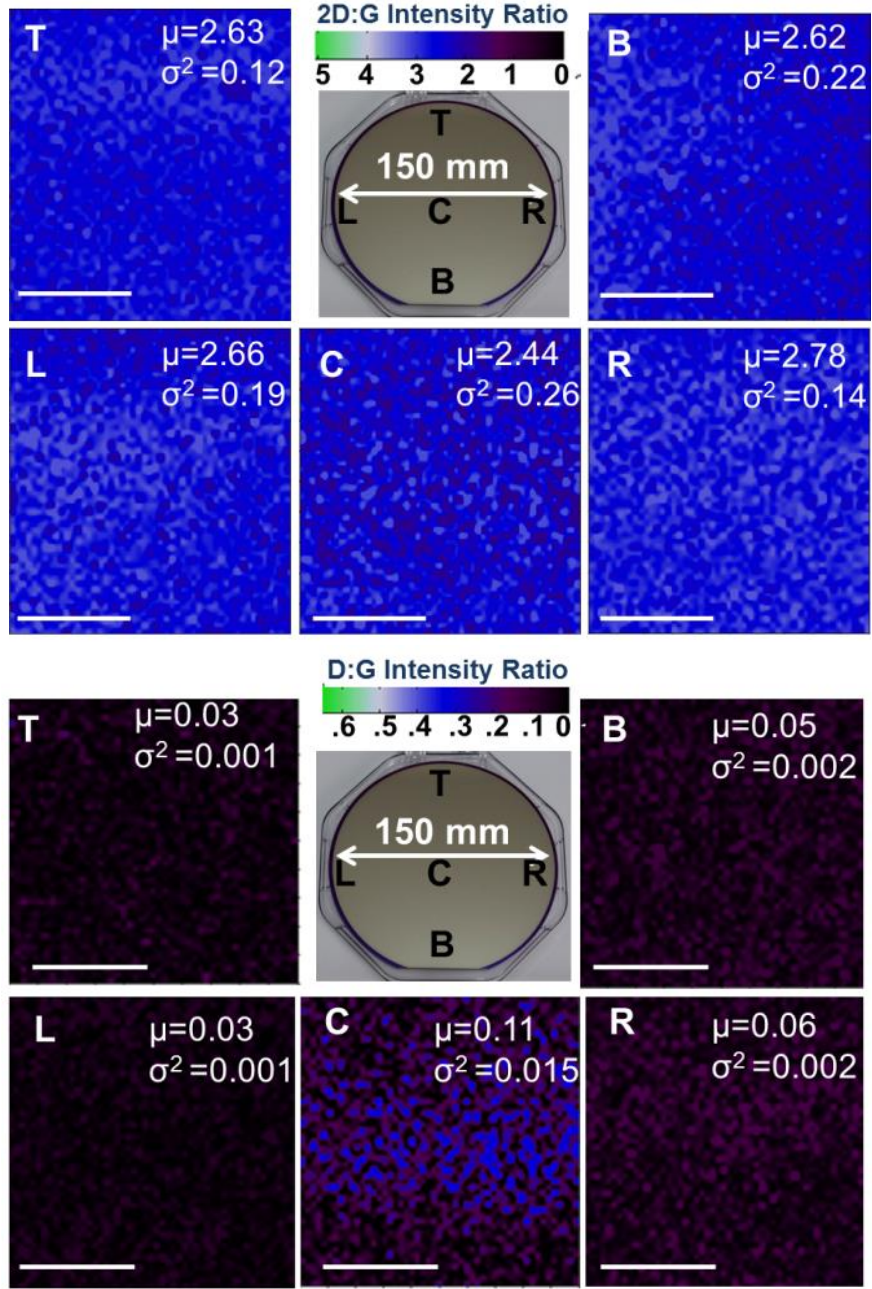 2D:G Intensity Ratio
5 4 3 2 1 0
T
μ=2.63
σ² =0.12
B
μ=2.62
σ² =0.22
T
150 mm
L C R
B
L
μ=2.66
σ² =0.19
C
μ=2.44
σ² =0.26
R
μ=2.78
σ² =0.14
D:G Intensity Ratio
.6 .5 .4 .3 .2 .1 0
T
μ=0.03
σ² =0.001
B
μ=0.05
σ² =0.002
T
150 mm
L C R
B
L
μ=0.03
σ² =0.001
C
μ=0.11
σ² =0.015
R
μ=0.06
σ² =0.002